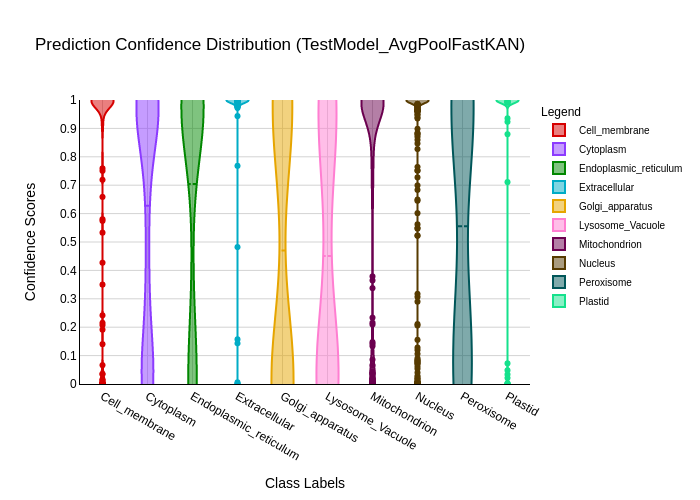 Prediction Confidence Distribution (TestModel_AvgPoolFastKAN)
Confidence Scores
1
0.9
0.8
0.7
0.6
0.5
0.4
0.3
0.2
0.1
0
Cell_membrane
Cytoplasm
Endoplasmic_reticulum
Extracellular
Golgi_apparatus
Lysosome_Vacuole
Mitochondrion
Nucleus
Peroxisome
Plastid
Class Labels
Legend
Cell_membrane
Cytoplasm
Endoplasmic_reticulum
Extracellular
Golgi_apparatus
Lysosome_Vacuole
Mitochondrion
Nucleus
Peroxisome
Plastid